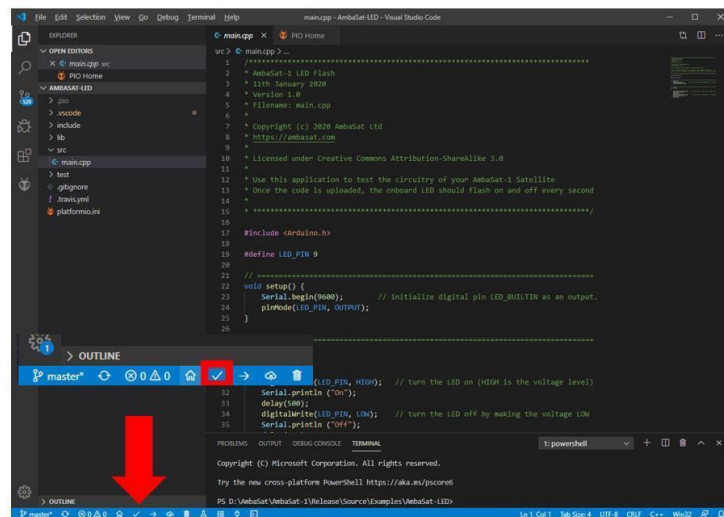 File Edit Selection View Go Debug Terminal Help
main.cpp - AmbaSat-LED - Visual Studio Code
EXPLORER
OPEN EDITORS
main.cpp src
PIO Home
AMBASAT-LED
.pio
.vscode
include
lib
src
main.cpp
test
.gitignore
.travis.yml
platformio.ini
OUTLINE
main.cpp
PIO Home
src > main.cpp > ...
1 /******************************************************************************
2 * AmbaSat-1 LED Flash
3 * 11th January 2020
4 * Version 1.0
5 * Filename: main.cpp
6 *
7 * Copyright (c) 2020 AmbaSat Ltd
8 * https://ambasat.com
9 *
10 * Licensed under Creative Commons Attribution-ShareAlike 3.0
11 *
12 * Use this application to test the circuitry of your AmbaSat-1 Satellite
13 * Once the code is uploaded, the onboard LED should flash on and off every second
14 *
15 * ******************************************************************************/
16
17 #include <Arduino.h>
18
19 #define LED_PIN 9
20
21 // ==============================================================================
22 void setup() {
23 Serial.begin(9600); // initialize digital pin LED_BUILTIN as an output.
24 pinMode(LED_PIN, OUTPUT);
25 }
26
(LED_PIN, HIGH); // turn the LED on (HIGH is the voltage level)
32 Serial.println ("On");
33 delay(500);
34 digitalWrite(LED_PIN, LOW); // turn the LED off by making the voltage LOW
35 Serial.println ("Off");
1
OUTLINE
master* 0 0
PROBLEMS OUTPUT DEBUG CONSOLE TERMINAL
1: powershell
Copyright (C) Microsoft Corporation. All rights reserved.
Try the new cross-platform PowerShell https://aka.ms/pscore6
PS D:\AmbaSat\AmbaSat-1\Release\Source\Examples\AmbaSat-LED>
master* 0 0
Ln 1, Col 1 Tab Size: 4 UTF-8 CRLF C++ Win32